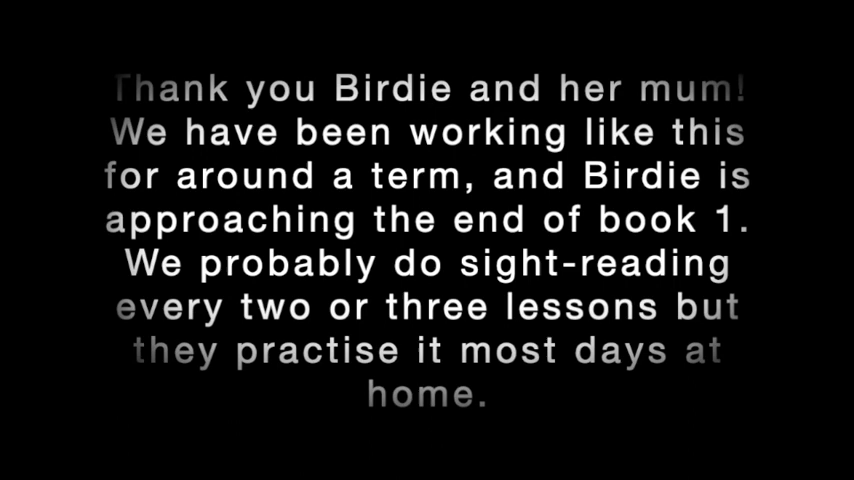 Thank you Birdie and her mum!
We have been working like this
for around a term, and Birdie is
approaching the end of book 1.
We probably do sight-reading
every two or three lessons but
they practise it most days at
home.